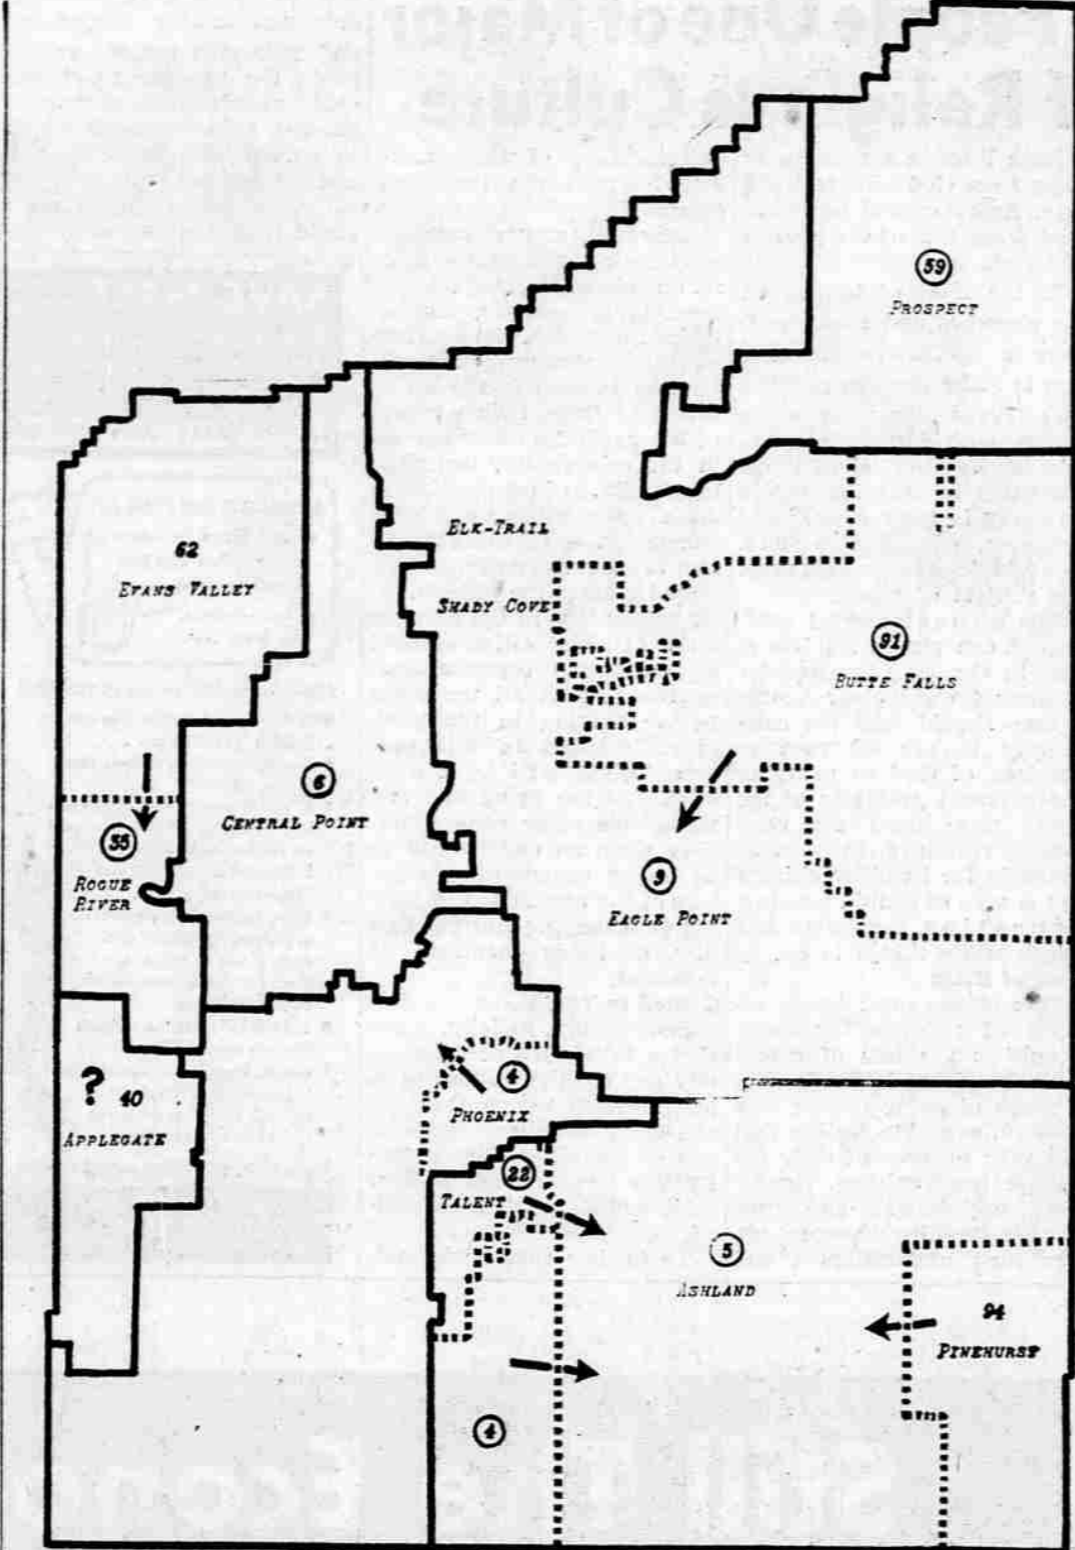 59
PROSPECT
ELK-TRAIL
62
EVANS VALLEY
SHADY COVE
91
BUTTE FALLS
6
CENTRAL POINT
35
ROGUE
RIVER
9
EAGLE POINT
4
PHOENIX
? 40
APPLEGATE
22
TALENT
5
ASHLAND
94
PINEHURST
4